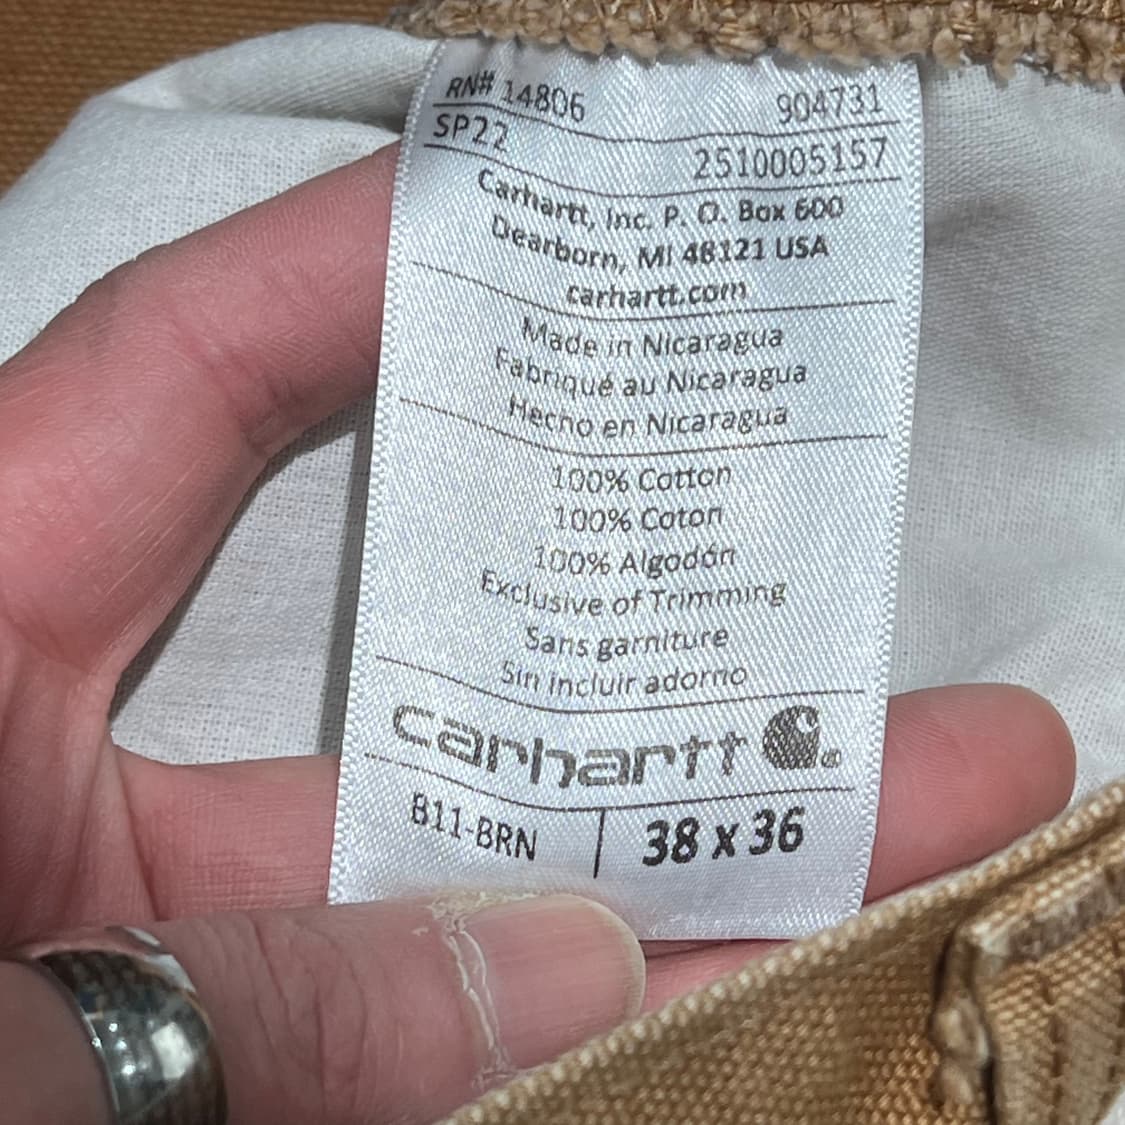 RN# 14806 904731
SP22 2510005157
Carhartt, Inc. P. O. Box 600
Dearborn, MI 48121 USA
carhartt.com
Made in Nicaragua
Fabriqué au Nicaragua
Hecho en Nicaragua
100% Cotton
100% Coton
100% Algodón
Exclusive of Trimming
Sans garniture
Sin incluir adorno
carhartt ®
B11-BRN 38 x 36